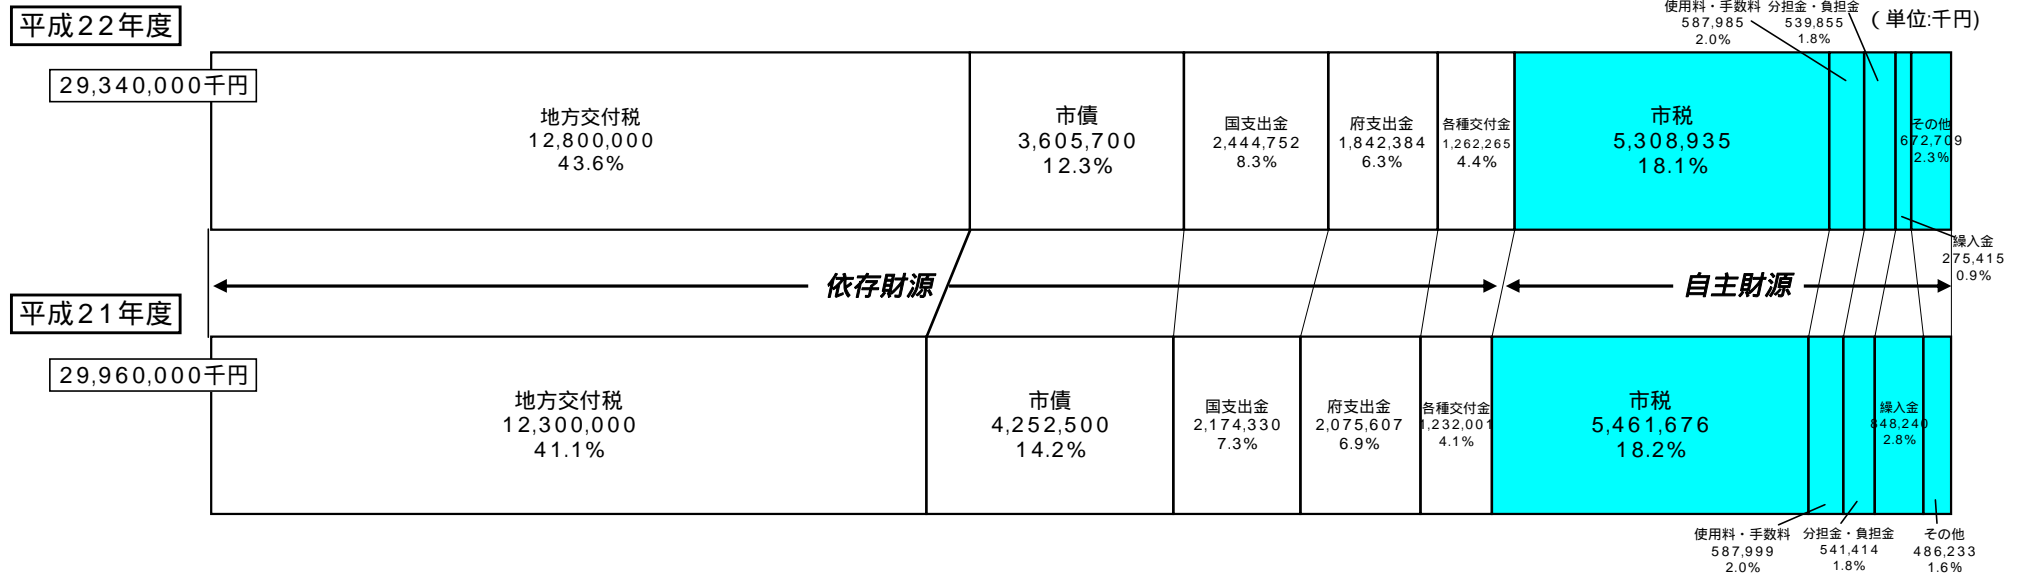 平成22年度
使用料・手数料
587,985
2.0%
分担金・負担金
539,855
1.8%
(単位:千円)
29,340,000千円
地方交付税
12,800,000
43.6%
市債
3,605,700
12.3%
国支出金
2,444,752
8.3%
府支出金
1,842,384
6.3%
各種交付金
1,262,265
4.4%
市税
5,308,935
18.1%
その他
672,709
2.3%
繰入金
275,415
0.9%
依存財源
自主財源
平成21年度
29,960,000千円
地方交付税
12,300,000
41.1%
市債
4,252,500
14.2%
国支出金
2,174,330
7.3%
府支出金
2,075,607
6.9%
各種交付金
1,232,001
4.1%
市税
5,461,676
18.2%
繰入金
848,240
2.8%
使用料・手数料
587,999
2.0%
分担金・負担金
541,414
1.8%
その他
486,233
1.6%